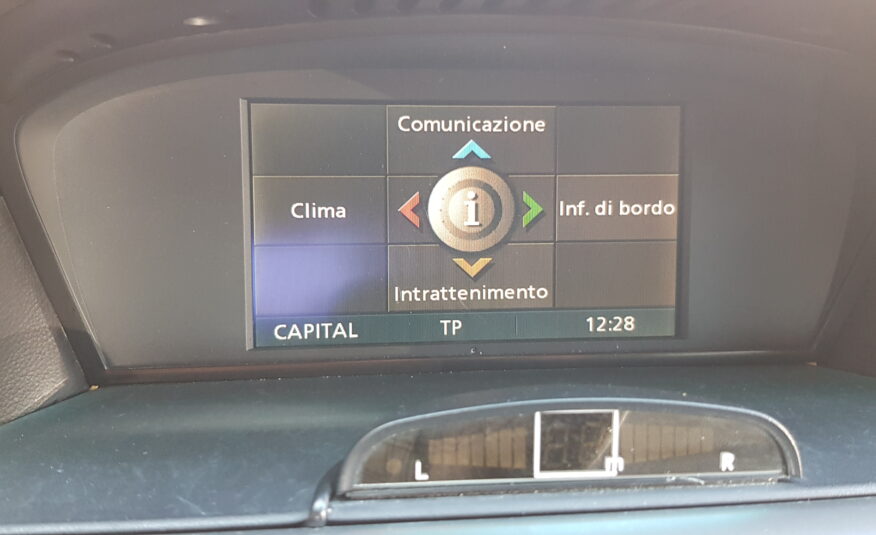 Comunicazione
Clima
i
Inf. di bordo
Intrattenimento
CAPITAL TP 12:28
L m R